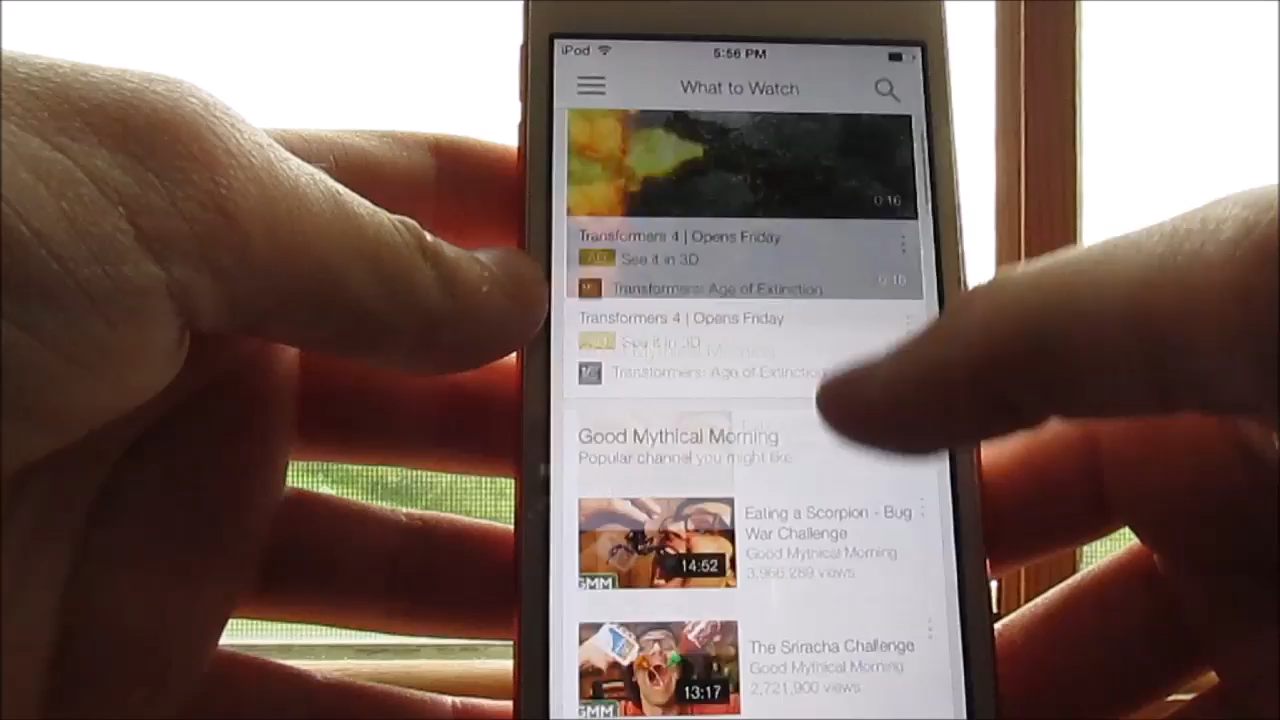 iPod
5:56 PM
What to Watch
0:16
Transformers 4 | Opens Friday
See it in 3D
0:16
Transformers: Age of Extinction
Transformers 4 | Opens Friday
See it in 3D
Transformers: Age of Extinction
Good Mythical Morning
Popular channel you might like
Eating a Scorpion - Bug
War Challenge
14:52
Good Mythical Morning
GMM
3,966,289 views
The Sriracha Challenge
Good Mythical Morning
13:17
2,721,900 views
GMM